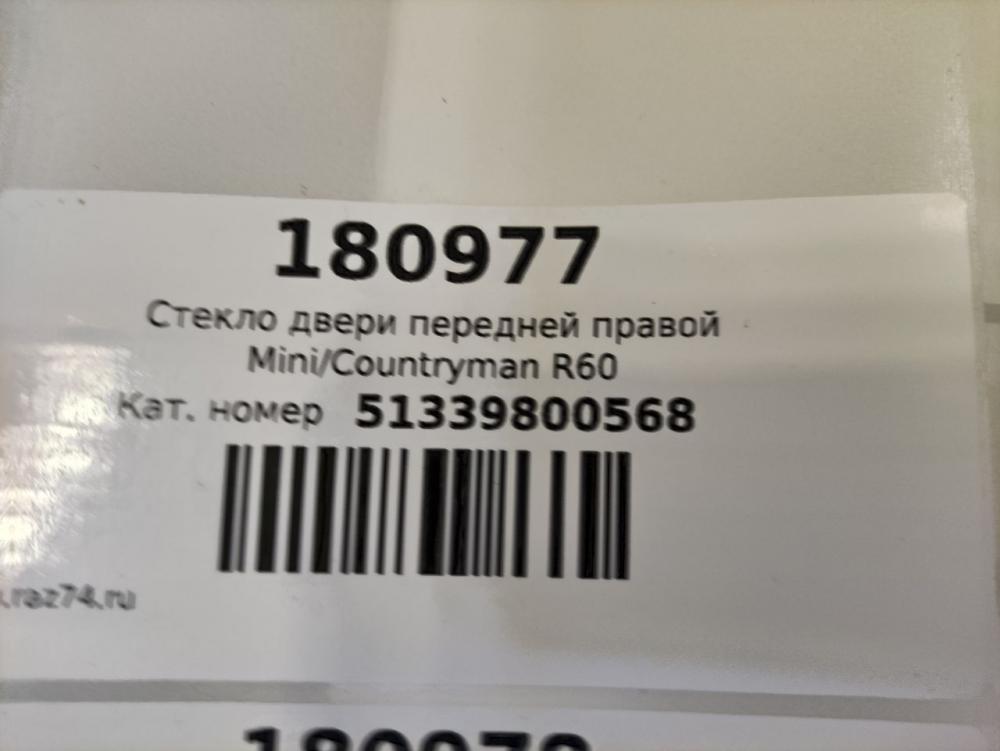 180977
Стекло двери передней правой
Mini/Countryman R60
Кат. номер 51339800568
.raz74.ru